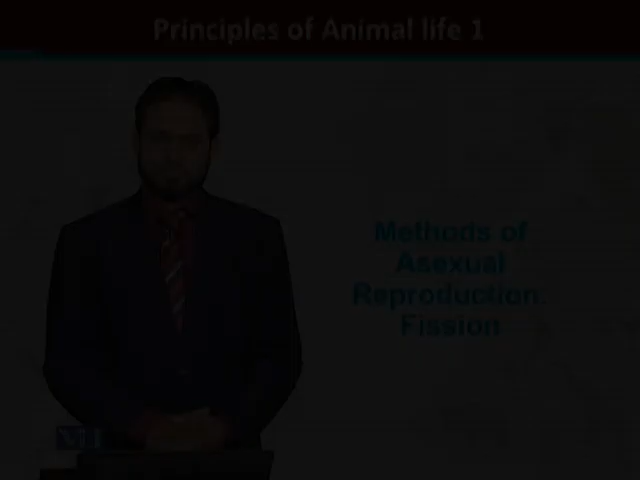 Principles of Animal life 1
Methods of
Asexual
Reproduction:
Fission